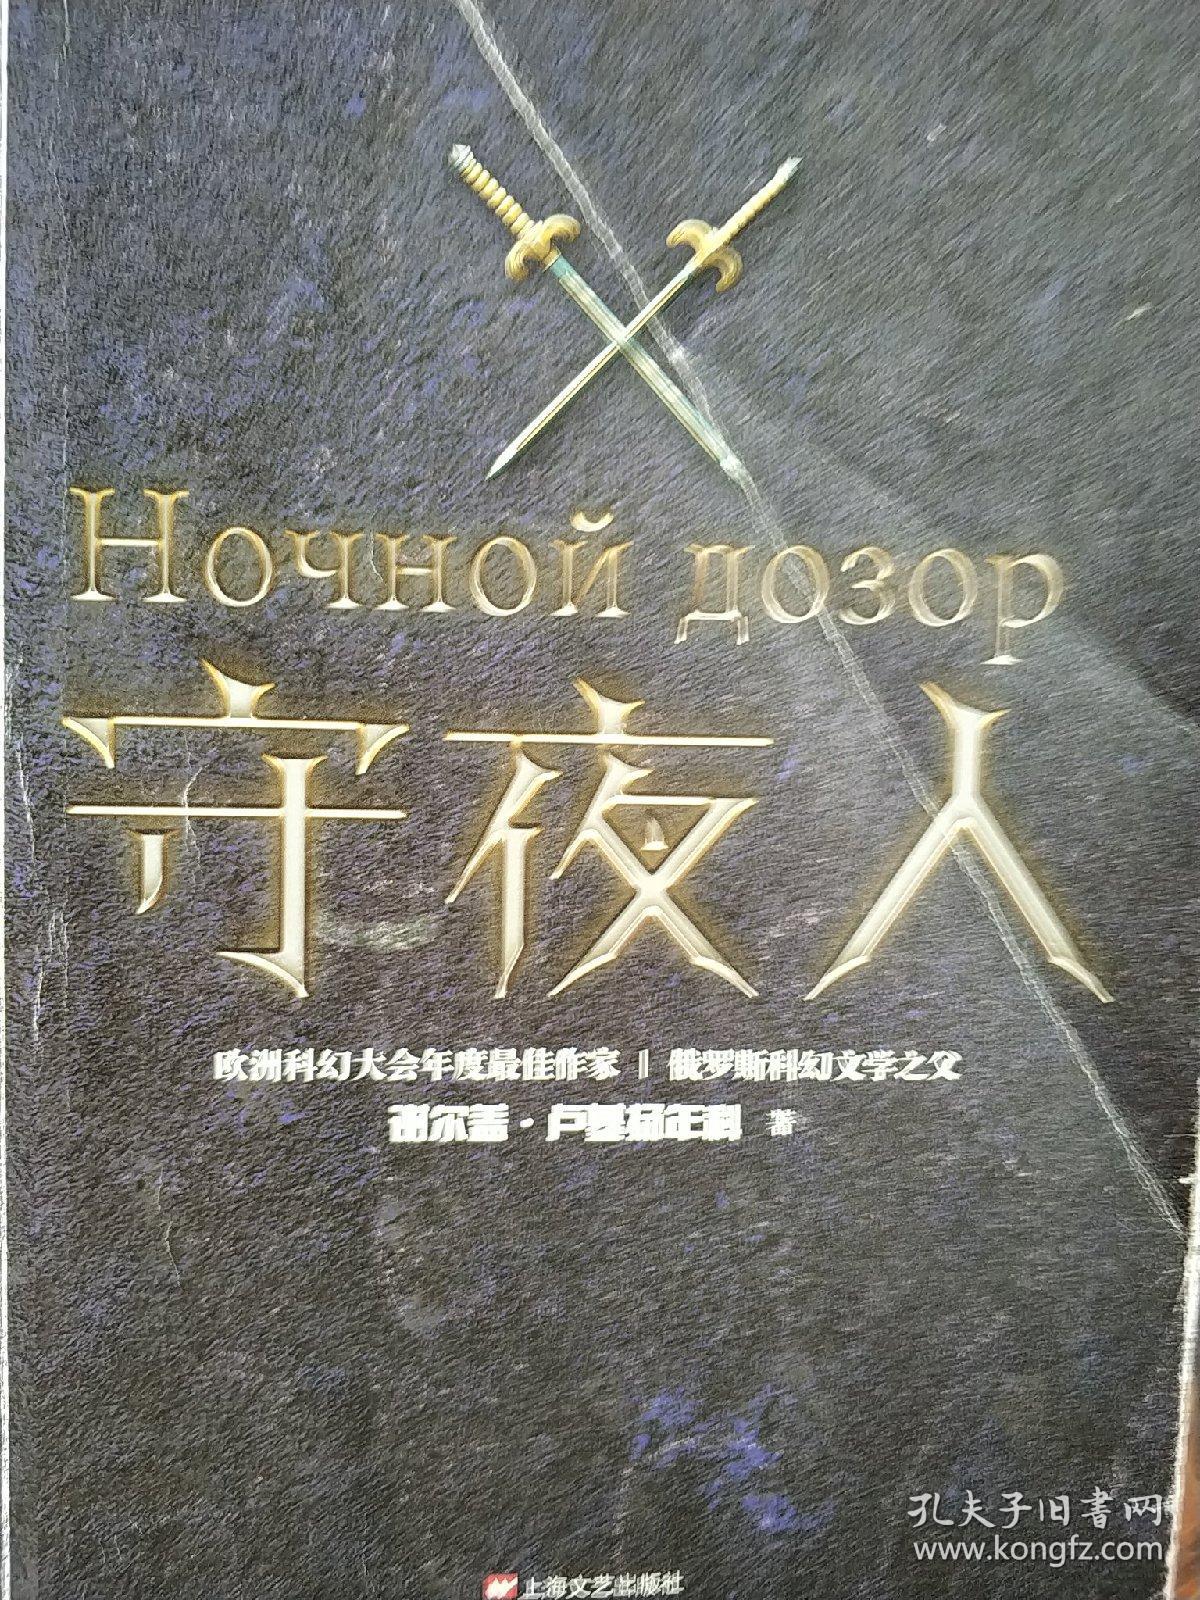 Ночной дозор
守夜人
欧洲科幻大会年度最佳作家 || 俄罗斯科幻文学之父
谢尔盖·卢基扬年科 著
上海文艺出版社
孔夫子旧書网
www.kongfz.com